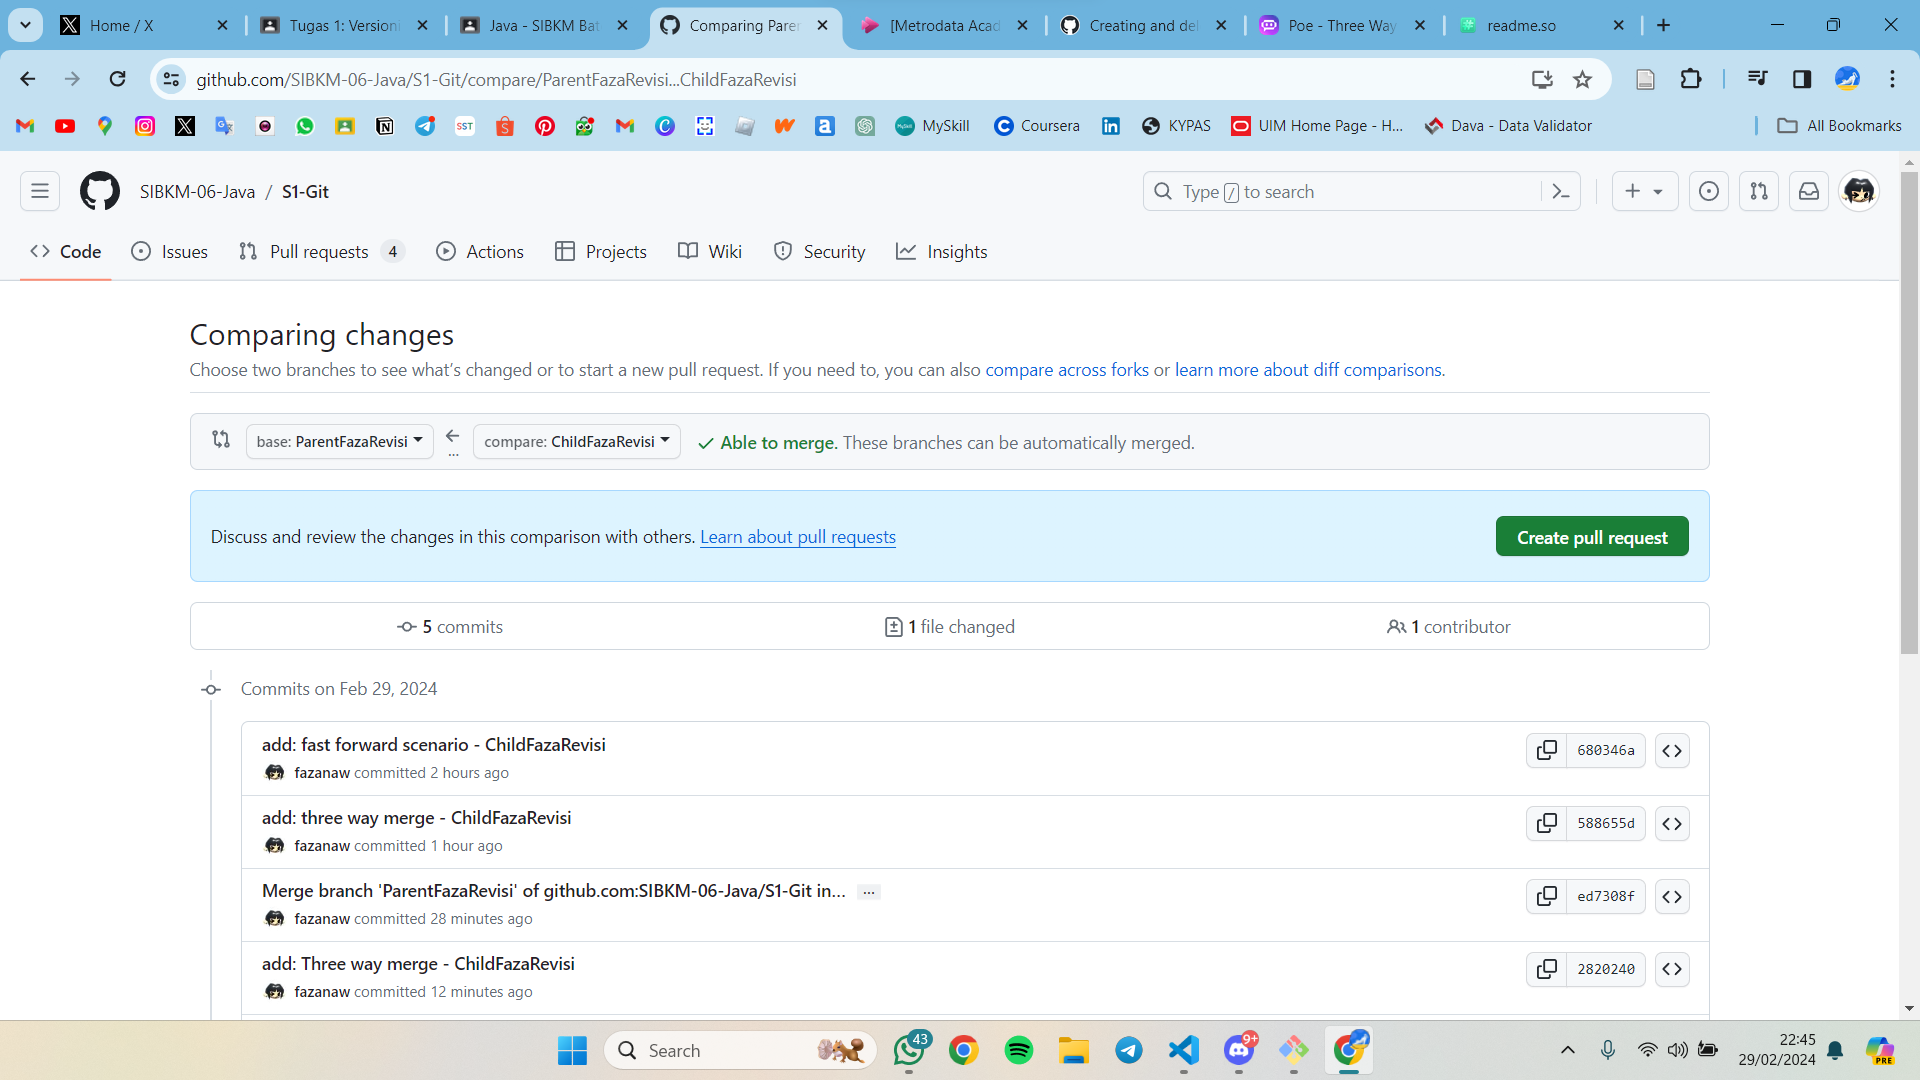 Home / X
Tugas 1: Versioni
Java - SIBKM Bat
Comparing Paren
[Metrodata Acad
Creating and del
Poe - Three Way
readme.so
github.com/SIBKM-06-Java/S1-Git/compare/ParentFazaRevisi...ChildFazaRevisi
SST
MySkill
Coursera
KYPAS
UIM Home Page - H...
Dava - Data Validator
All Bookmarks
SIBKM-06-Java / S1-Git
Type / to search
Code
Issues
Pull requests 4
Actions
Projects
Wiki
Security
Insights
Comparing changes
Choose two branches to see what's changed or to start a new pull request. If you need to, you can also compare across forks or learn more about diff comparisons.
base: ParentFazaRevisi
...
compare: ChildFazaRevisi
Able to merge. These branches can be automatically merged.
Discuss and review the changes in this comparison with others. Learn about pull requests
Create pull request
5 commits
1 file changed
1 contributor
Commits on Feb 29, 2024
add: fast forward scenario - ChildFazaRevisi
680346a
fazanaw committed 2 hours ago
add: three way merge - ChildFazaRevisi
588655d
fazanaw committed 1 hour ago
Merge branch 'ParentFazaRevisi' of github.com:SIBKM-06-Java/S1-Git in... ...
ed7308f
fazanaw committed 28 minutes ago
add: Three way merge - ChildFazaRevisi
2820240
fazanaw committed 12 minutes ago
Search
43
9+
22:45
29/02/2024
PRE